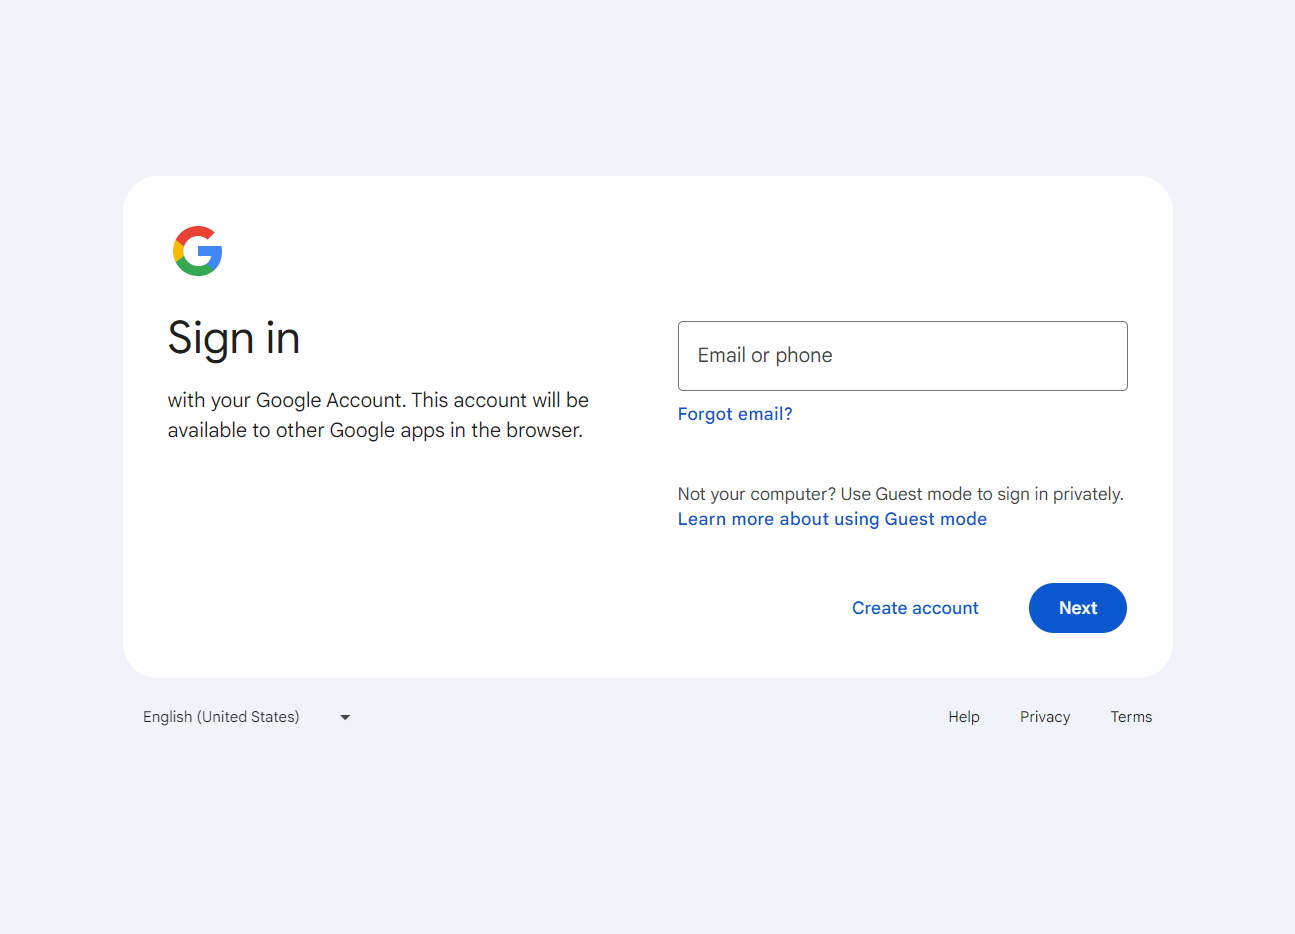 Sign in
with your Google Account. This account will be
available to other Google apps in the browser.
Email or phone
Forgot email?
Not your computer? Use Guest mode to sign in privately.
Learn more about using Guest mode
Create account
Next
English (United States)
Help
Privacy
Terms